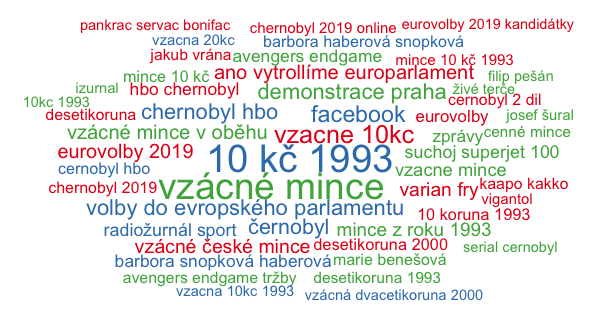 pankrac servac bonifac
chernobyl 2019 online
eurovolby 2019 kandidátky
vzacna 20kc
barbora haberová snopková
jakub vrána
avengers endgame
mince 10 kč 1993
mince 10 kč
ano vytrollíme europarlament
filip pešán
izurnal
hbo chernobyl
demonstrace praha
živé terče
10kc 1993
chernobyl hbo
facebook
cernobyl 2 dil
desetikoruna
eurovolby
josef šural
vzácné mince v oběhu
vzacne 10kc
zprávy
cenné mince
eurovolby 2019
10 kč 1993
suchoj superjet 100
cernobyl hbo
vzacne mince
chernobyl 2019
vzácné mince
varian fry
kaapo kakko
vigantol
volby do evropského parlamentu
10 koruna 1993
radiožurnál sport
černobyl
mince z roku 1993
vzácné české mince
desetikoruna 2000
serial cernobyl
barbora snopková haberová
marie benešová
avengers endgame tržby
desetikoruna 1993
vzacna 10kc 1993
vzácná dvacetikoruna 2000